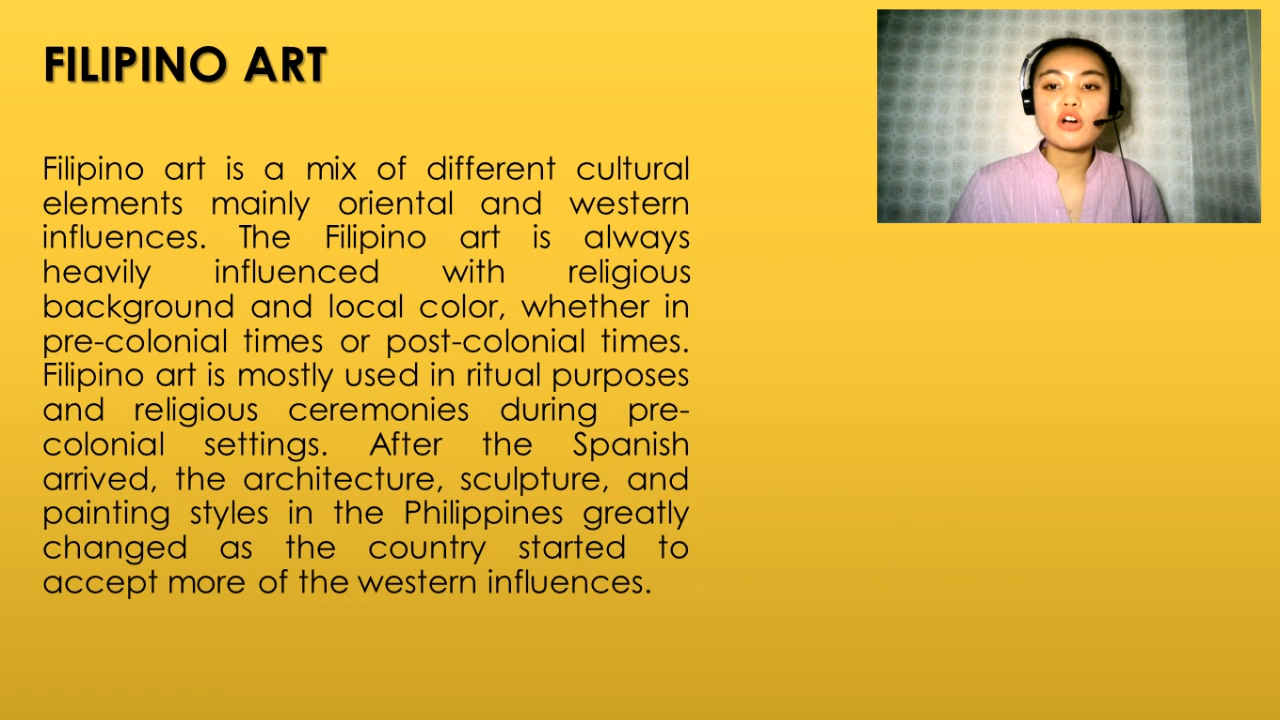 FILIPINO ART
Filipino art is a mix of different cultural
elements mainly oriental and western
influences. The Filipino art is always
heavily influenced with religious
background and local color, whether in
pre-colonial times or post-colonial times.
Filipino art is mostly used in ritual purposes
and religious ceremonies during pre-
colonial settings. After the Spanish
arrived, the architecture, sculpture, and
painting styles in the Philippines greatly
changed as the country started to
accept more of the western influences.